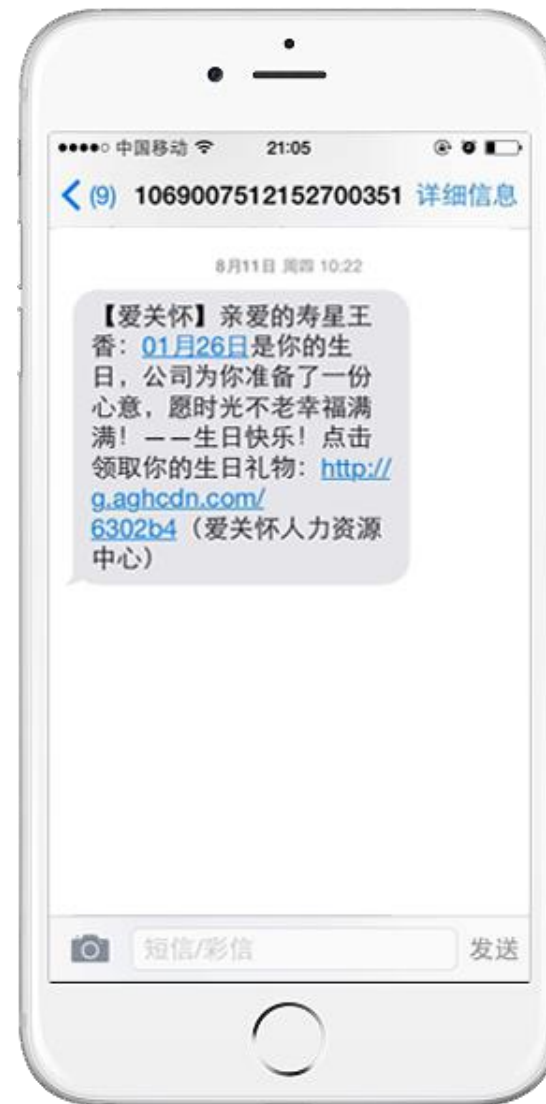 中国移动 21:05
(9) 1069007512152700351 详细信息
8月11日 周四 10:22
【爱关怀】亲爱的寿星王
香：01月26日是你的生
日，公司为你准备了一份
心意，愿时光不老幸福满
满！——生日快乐！点击
领取你的生日礼物：http://
g.aghcdn.com/
6302b4（爱关怀人力资源
中心）
短信/彩信 发送